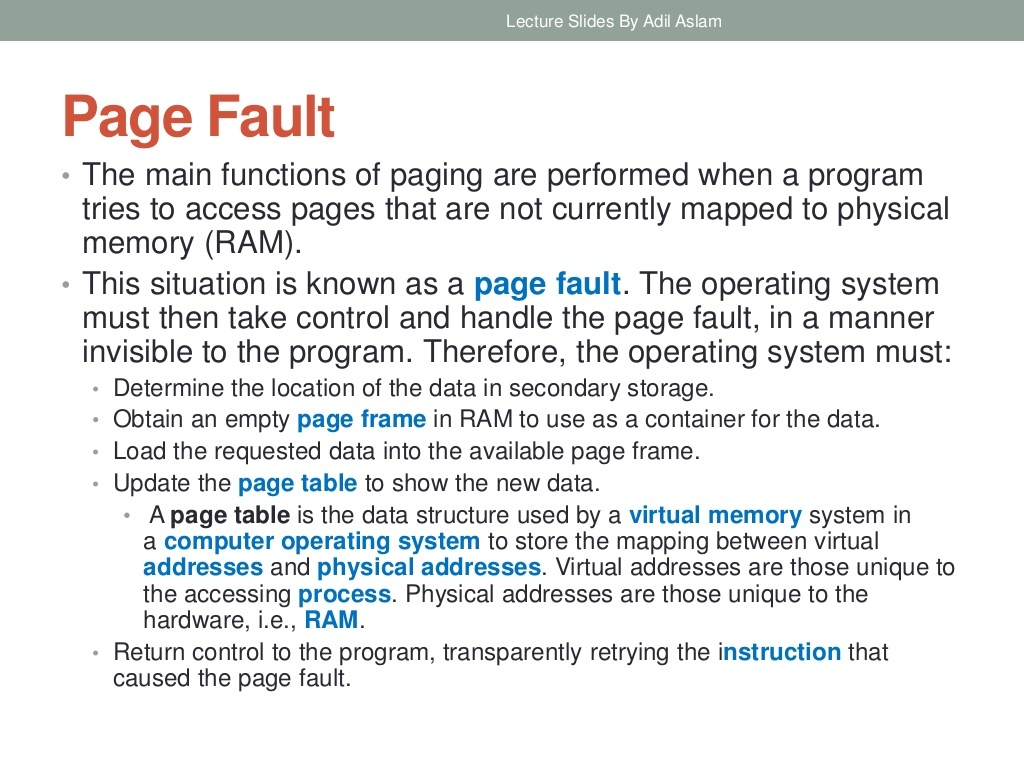 Lecture Slides By Adil Aslam
Page Fault
• The main functions of paging are performed when a program
tries to access pages that are not currently mapped to physical
memory (RAM).
• This situation is known as a page fault. The operating system
must then take control and handle the page fault, in a manner
invisible to the program. Therefore, the operating system must:
• Determine the location of the data in secondary storage.
• Obtain an empty page frame in RAM to use as a container for the data.
• Load the requested data into the available page frame.
• Update the page table to show the new data.
• A page table is the data structure used by a virtual memory system in
a computer operating system to store the mapping between virtual
addresses and physical addresses. Virtual addresses are those unique to
the accessing process. Physical addresses are those unique to the
hardware, i.e., RAM.
• Return control to the program, transparently retrying the instruction that
caused the page fault.